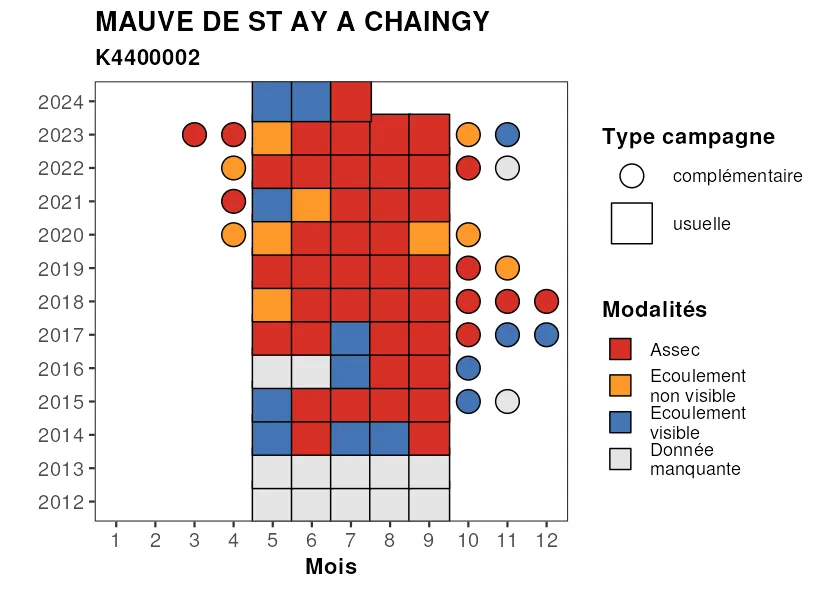 MAUVE DE ST AY A CHAINGY
K4400002
2024
2023
2022
2021
2020
2019
2018
2017
2016
2015
2014
2013
2012
1 2 3 4 5 6 7 8 9 10 11 12
Mois
Type campagne
complémentaire
usuelle
Modalités
Assec
Ecoulement
non visible
Ecoulement
visible
Donnée
manquante